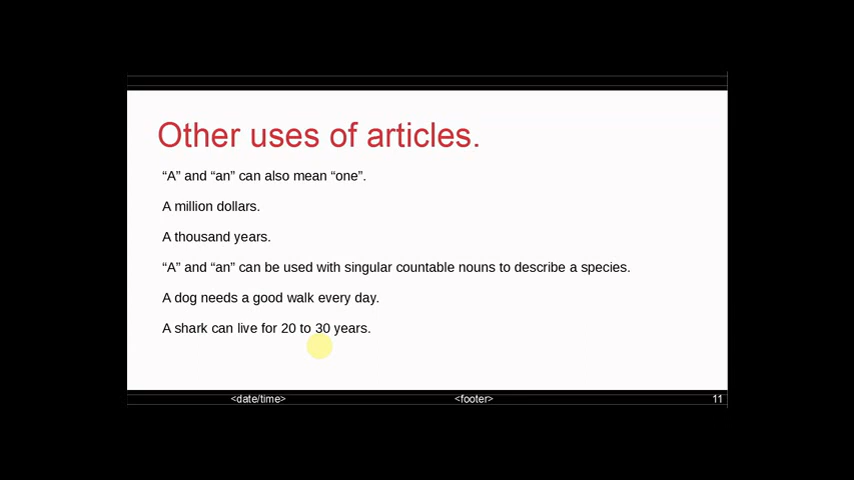 Other uses of articles.
“A” and “an” can also mean “one”.
A million dollars.
A thousand years.
“A” and “an” can be used with singular countable nouns to describe a species.
A dog needs a good walk every day.
A shark can live for 20 to 30 years.
<date/time> <footer> 11